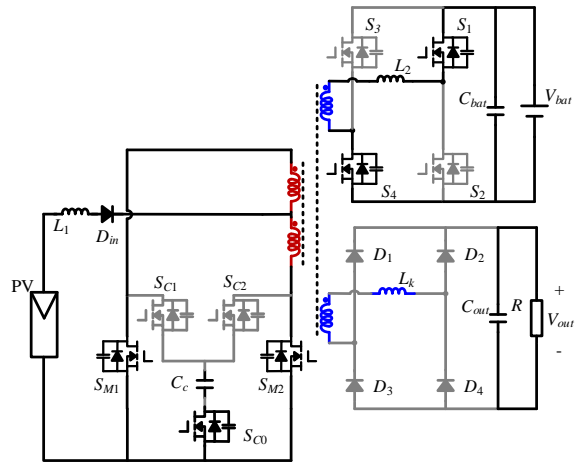 S3
S1
L2
Cbat
Vbat
S4
S2
L1
Din
D1
D2
Lk
PV
SC1
SC2
Cout
R
+
Vout
-
SM1
Cc
SM2
D3
D4
SC0